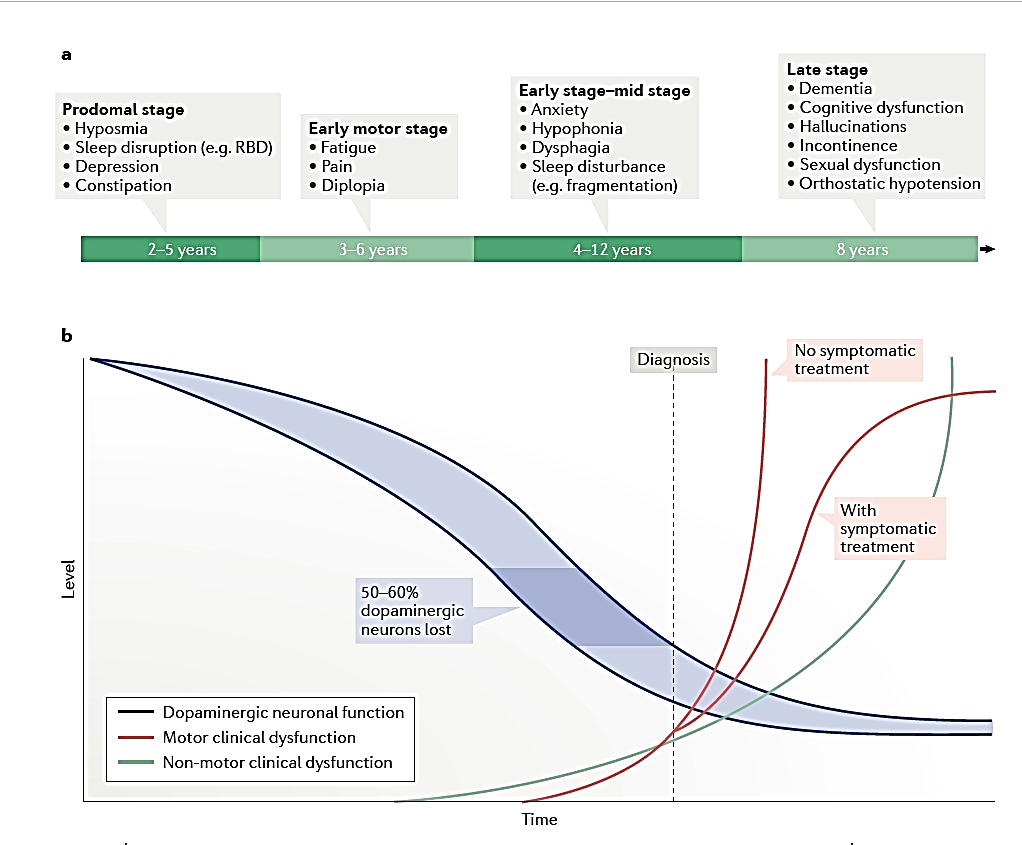 a
Prodomal stage
• Hyposmia
• Sleep disruption (e.g. RBD)
• Depression
• Constipation
Early motor stage
• Fatigue
• Pain
• Diplopia
Early stage–mid stage
• Anxiety
• Hypophonia
• Dysphagia
• Sleep disturbance
(e.g. fragmentation)
Late stage
• Dementia
• Cognitive dysfunction
• Hallucinations
• Incontinence
• Sexual dysfunction
• Orthostatic hypotension
2–5 years
3–6 years
4–12 years
8 years
b
Diagnosis
No symptomatic
treatment
With
symptomatic
treatment
Level
50–60%
dopaminergic
neurons lost
Dopaminergic neuronal function
Motor clinical dysfunction
Non-motor clinical dysfunction
Time